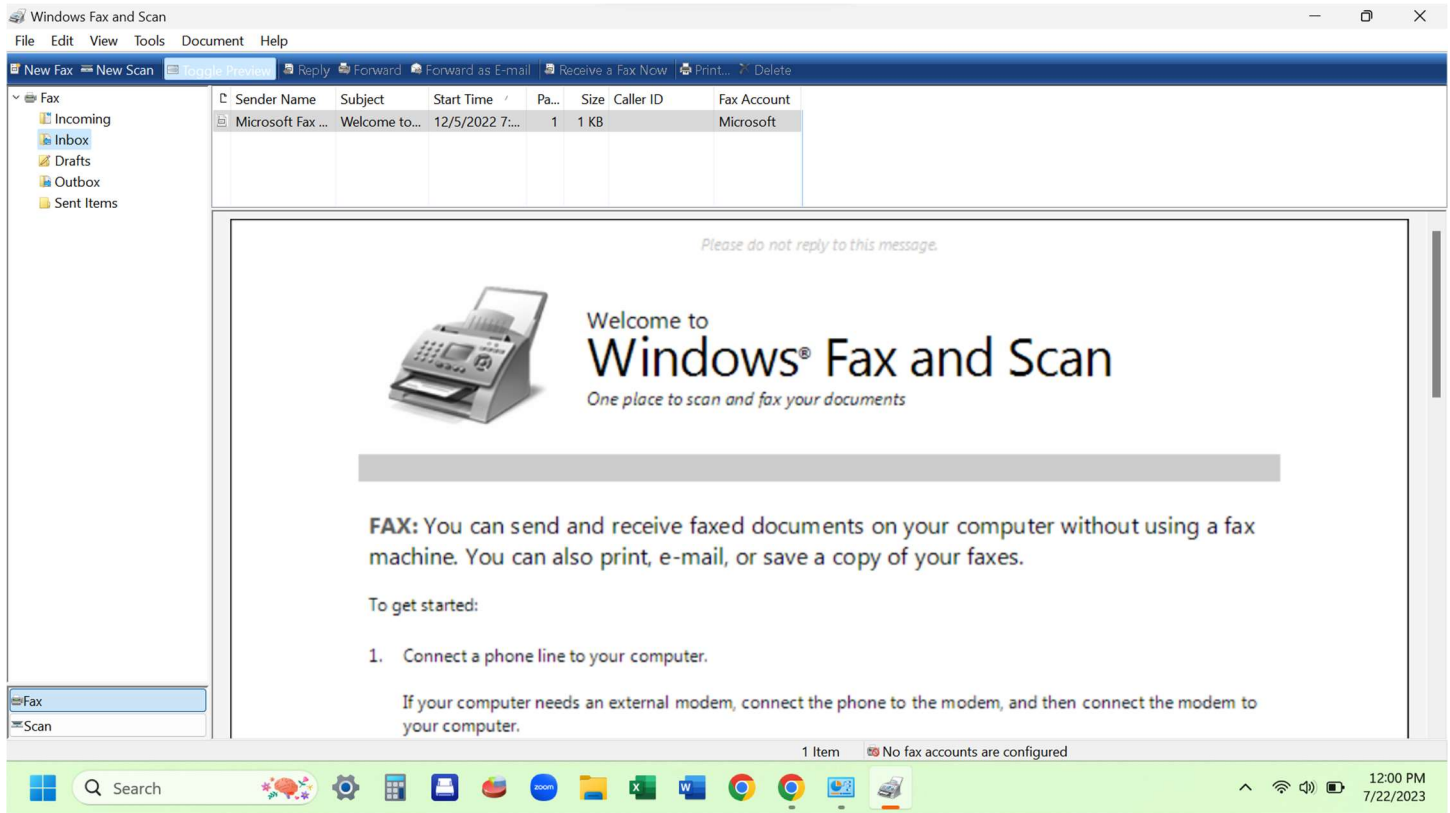 Windows Fax and Scan
File Edit View Tools Document Help
New Fax New Scan Toggle Preview Reply Forward Forward as E-mail Receive a Fax Now Print... Delete
Fax
Incoming
Inbox
Drafts
Outbox
Sent Items
Sender Name Subject Start Time Pa... Size Caller ID Fax Account
Microsoft Fax ... Welcome to... 12/5/2022 7:... 1 1 KB Microsoft
Please do not reply to this message.
Welcome to
Windows® Fax and Scan
One place to scan and fax your documents
FAX: You can send and receive faxed documents on your computer without using a fax
machine. You can also print, e-mail, or save a copy of your faxes.
To get started:
1. Connect a phone line to your computer.
If your computer needs an external modem, connect the phone to the modem, and then connect the modem to
your computer.
Fax
Scan
1 Item No fax accounts are configured
Search
zoom
12:00 PM
7/22/2023